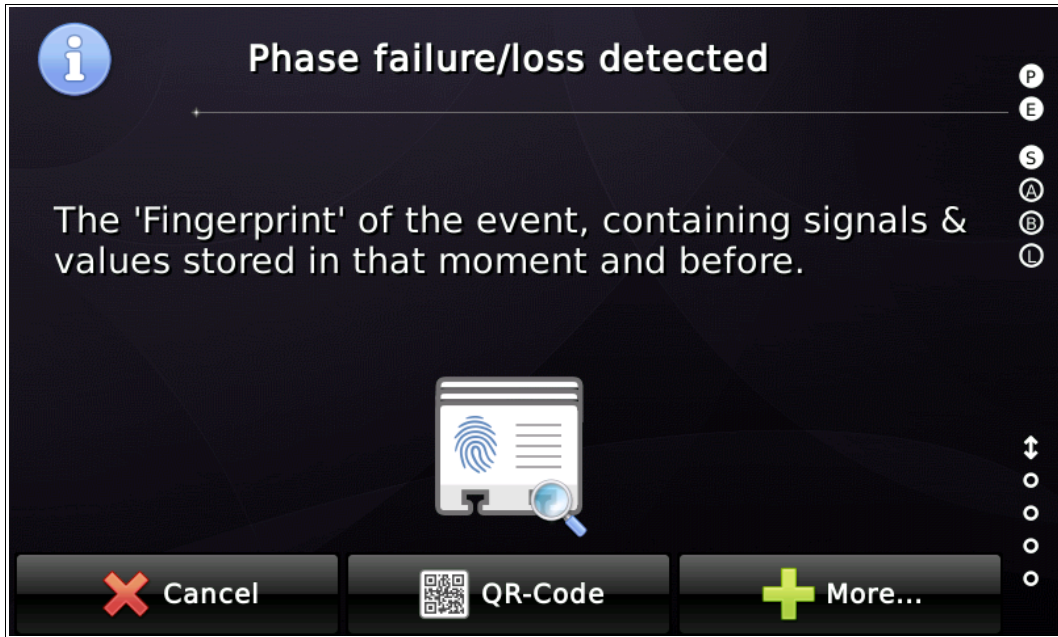 Phase failure/loss detected
P
E
S
A
B
L
The 'Fingerprint' of the event, containing signals &
values stored in that moment and before.
Cancel
QR-Code
More...